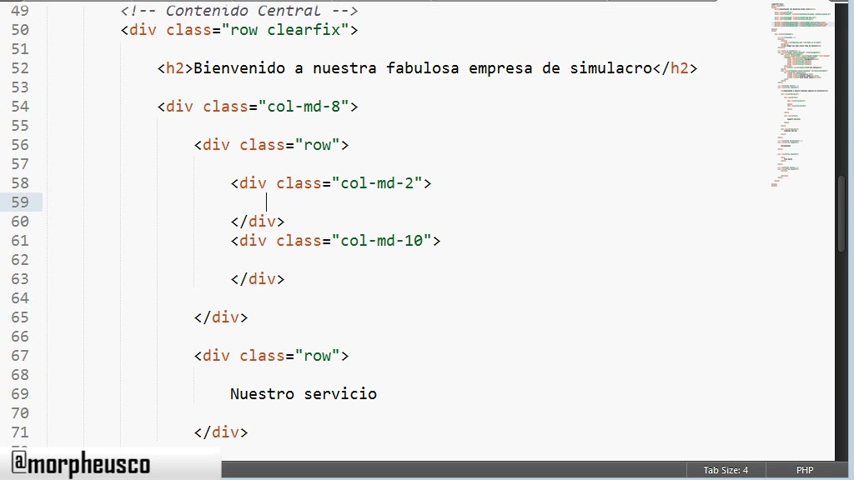 49 <!-- Contenido Central -->
50 <div class="row clearfix">
51
52 <h2>Bienvenido a nuestra fabulosa empresa de simulacro</h2>
53
54 <div class="col-md-8">
55
56 <div class="row">
57
58 <div class="col-md-2">
59
60 </div>
61 <div class="col-md-10">
62
63 </div>
64
65 </div>
66
67 <div class="row">
68
69 Nuestro servicio
70
71 </div>
@morpheusco
Tab Size: 4 PHP